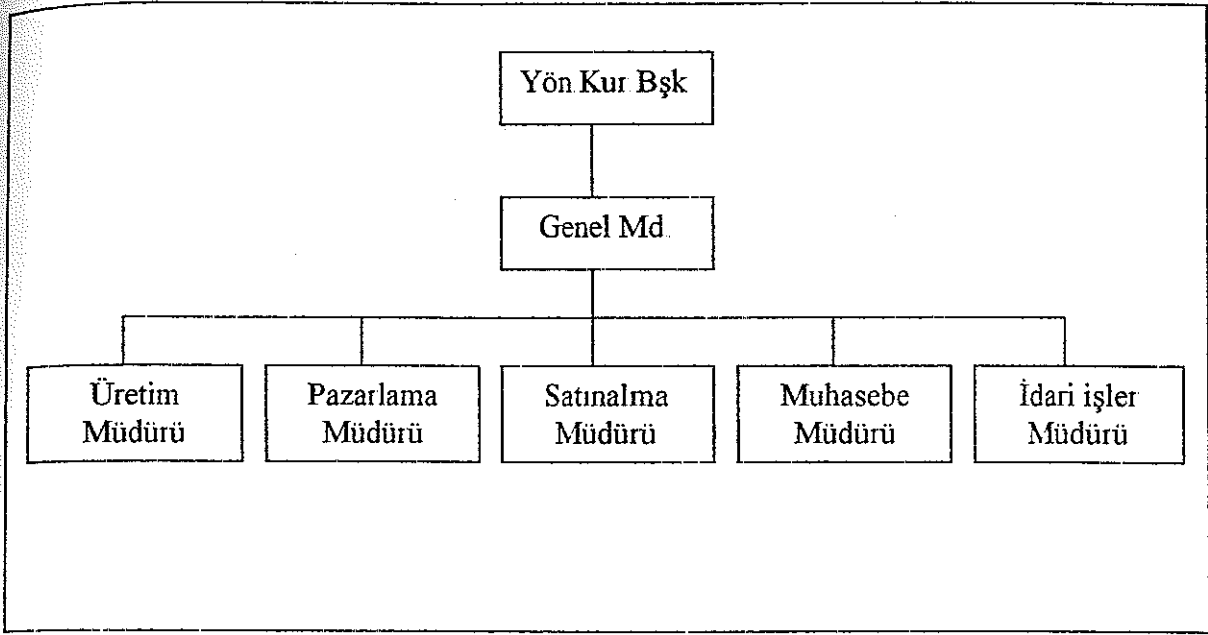 Yön. Kur. Bşk
Genel Md.
Üretim
Müdürü
Pazarlama
Müdürü
Satınalma
Müdürü
Muhasebe
Müdürü
İdari işler
Müdürü